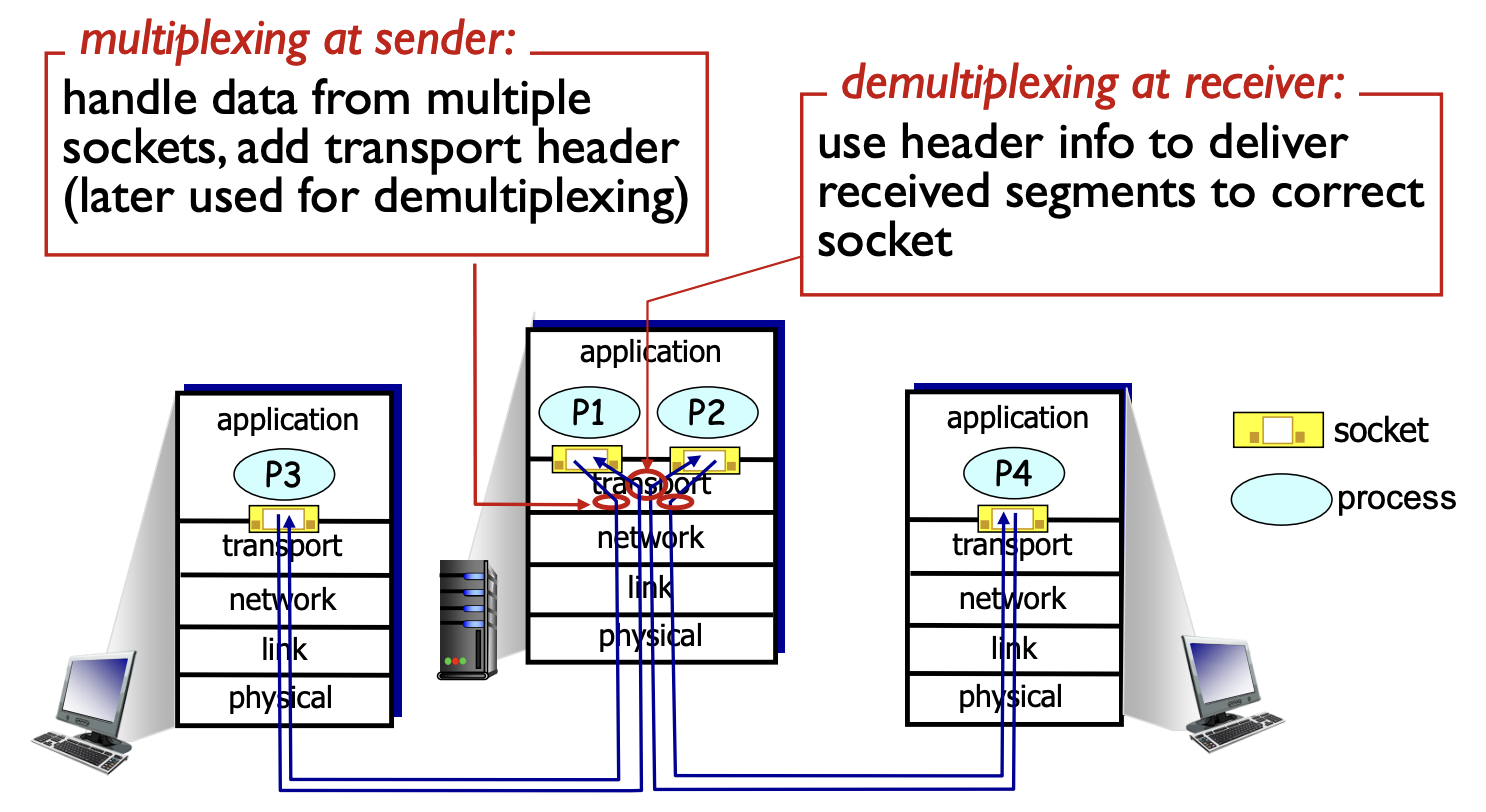 multiplexing at sender:
handle data from multiple
sockets, add transport header
(later used for demultiplexing)
demultiplexing at receiver:
use header info to deliver
received segments to correct
socket
application
P3
transport
network
link
physical
application
P1 P2
transport
network
link
physical
application
P4
transport
network
link
physical
socket
process